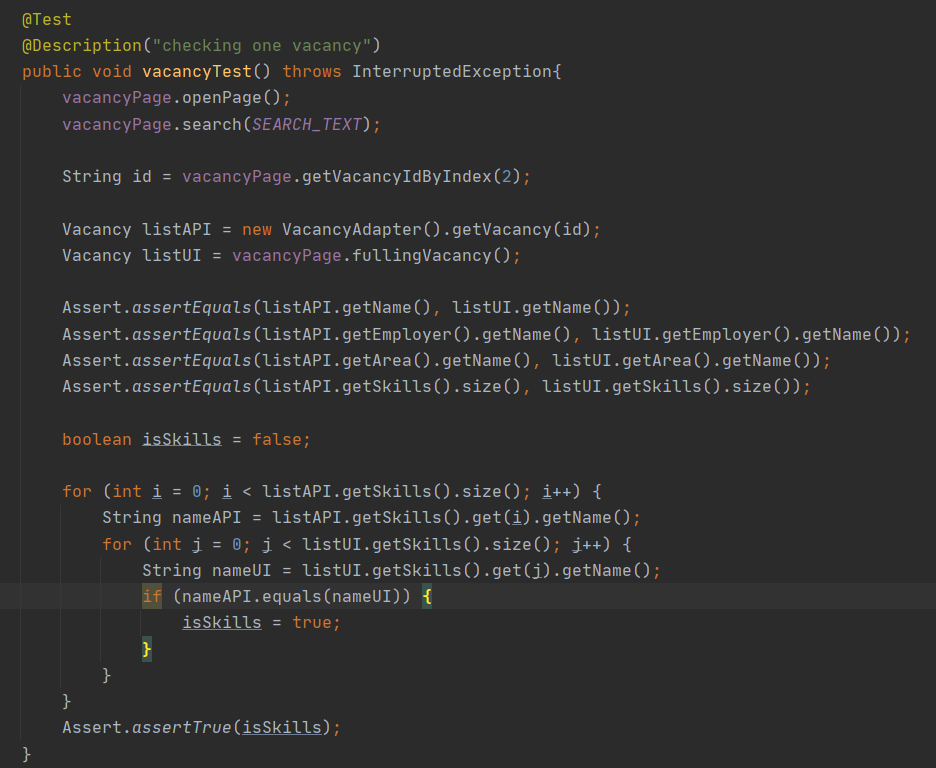 @Test
@Description("checking one vacancy")
public void vacancyTest() throws InterruptedException{
    vacancyPage.openPage();
    vacancyPage.search(SEARCH_TEXT);

    String id = vacancyPage.getVacancyIdByIndex(2);

    Vacancy listAPI = new VacancyAdapter().getVacancy(id);
    Vacancy listUI = vacancyPage.fullingVacancy();

    Assert.assertEquals(listAPI.getName(), listUI.getName());
    Assert.assertEquals(listAPI.getEmployer().getName(), listUI.getEmployer().getName());
    Assert.assertEquals(listAPI.getArea().getName(), listUI.getArea().getName());
    Assert.assertEquals(listAPI.getSkills().size(), listUI.getSkills().size());

    boolean isSkills = false;

    for (int i = 0; i < listAPI.getSkills().size(); i++) {
        String nameAPI = listAPI.getSkills().get(i).getName();
        for (int j = 0; j < listUI.getSkills().size(); j++) {
            String nameUI = listUI.getSkills().get(j).getName();
            if (nameAPI.equals(nameUI)) {
                isSkills = true;
            }
        }
    }
    Assert.assertTrue(isSkills);
}